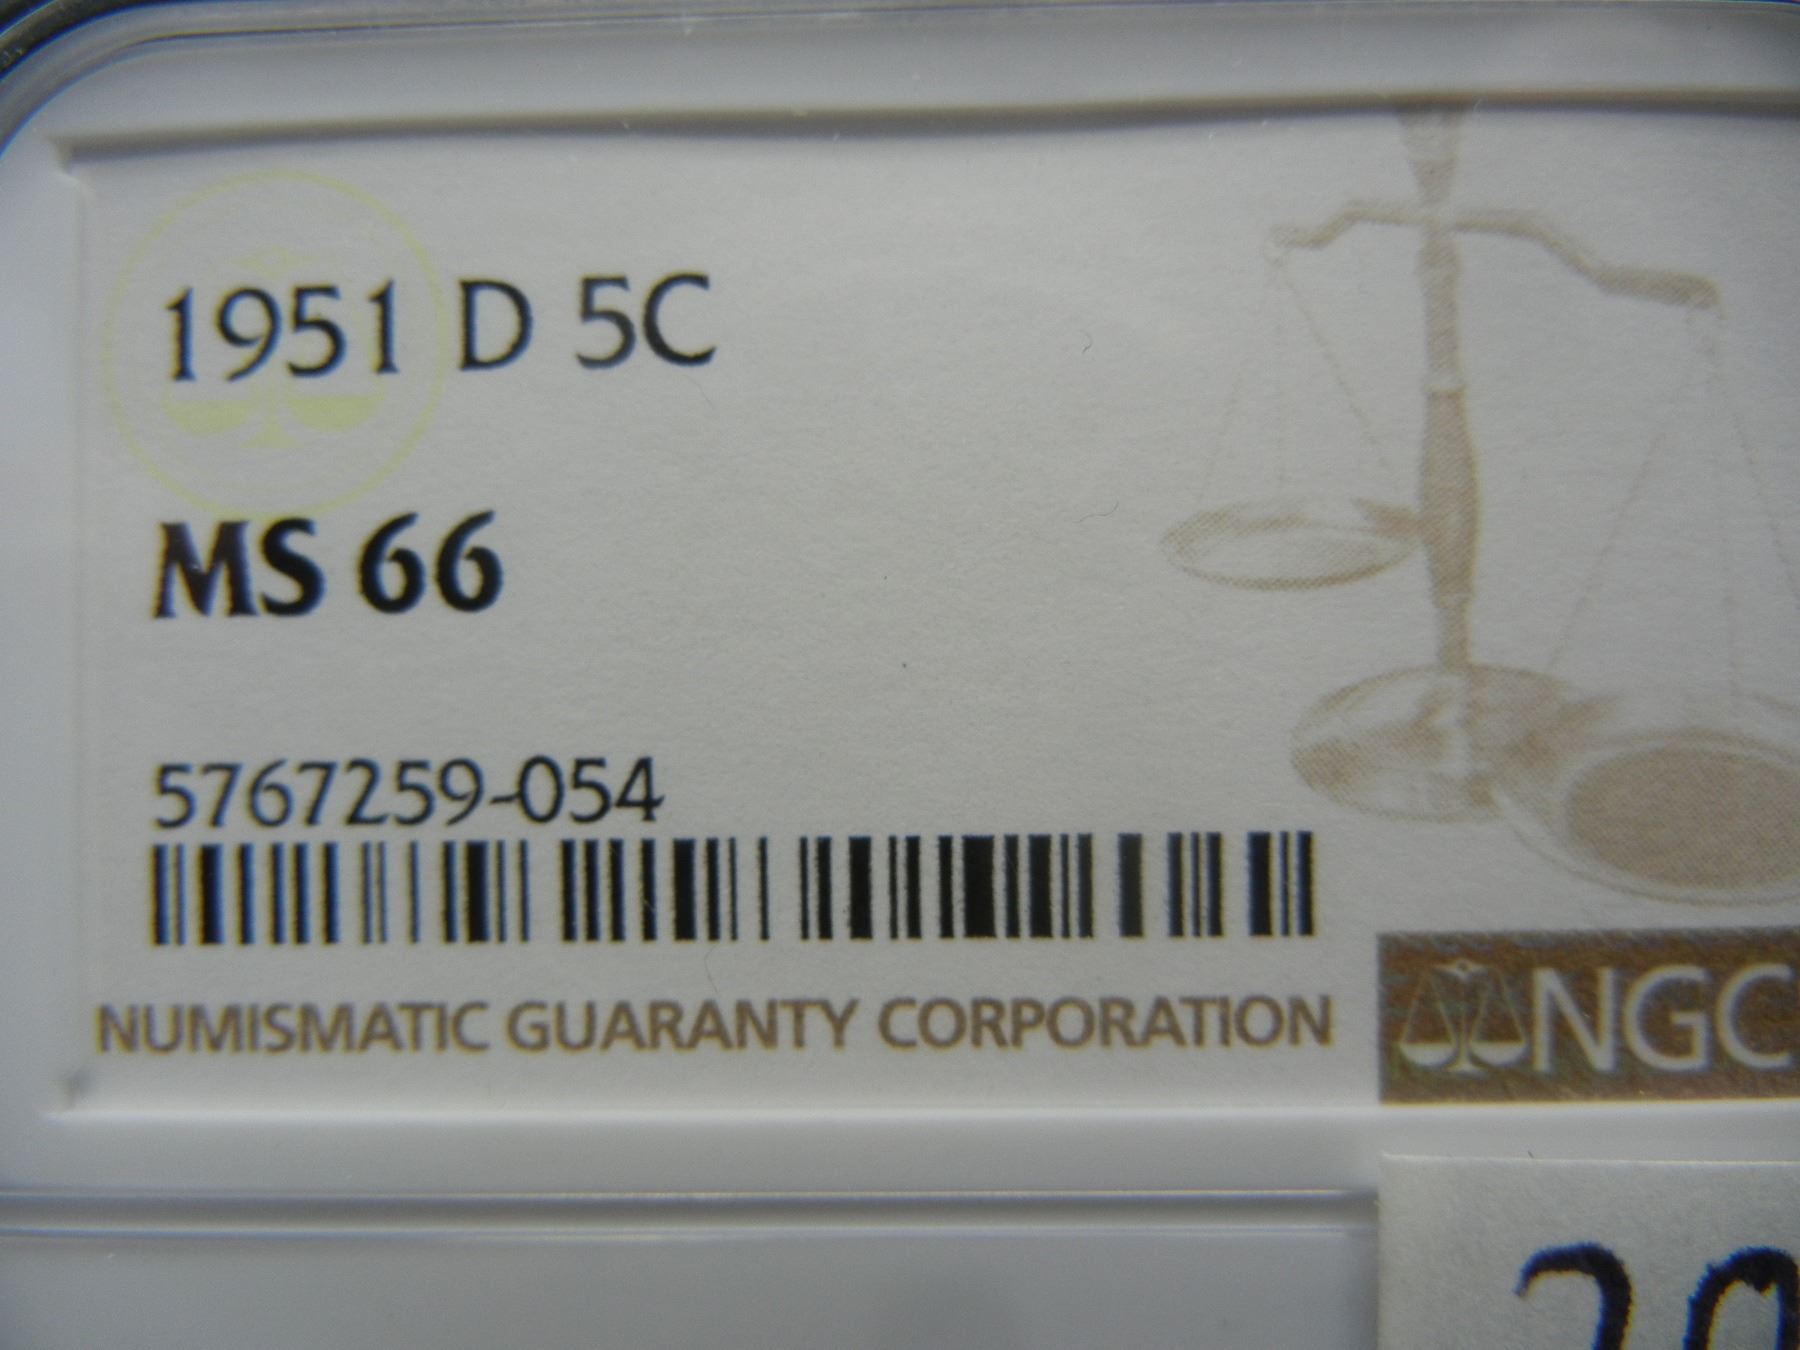 1951 D 5C
MS 66
5767259-054
NUMISMATIC GUARANTY CORPORATION
NGC